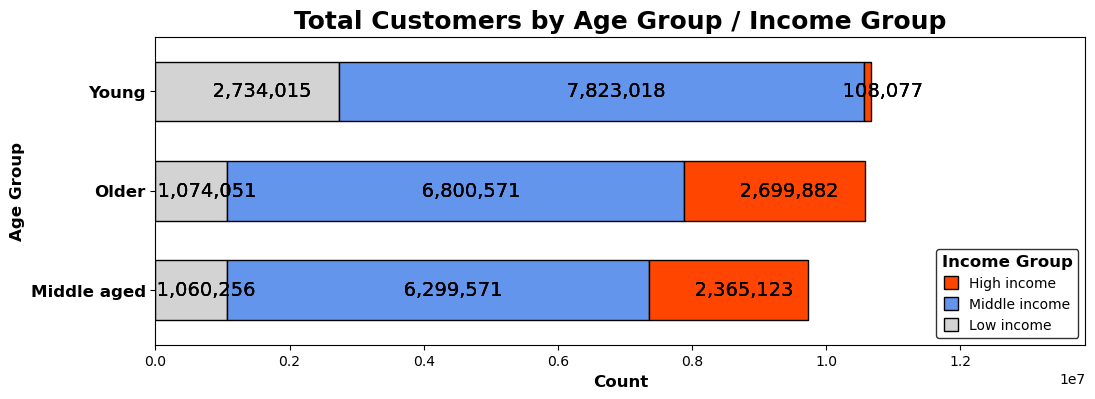 Total Customers by Age Group / Income Group
Young
2,734,015
7,823,018
108,077
Older
1,074,051
6,800,571
2,699,882
Middle aged
1,060,256
6,299,571
2,365,123
Age Group
Income Group
High income
Middle income
Low income
0.0
0.2
0.4
0.6
0.8
1.0
1.2
1e7
Count